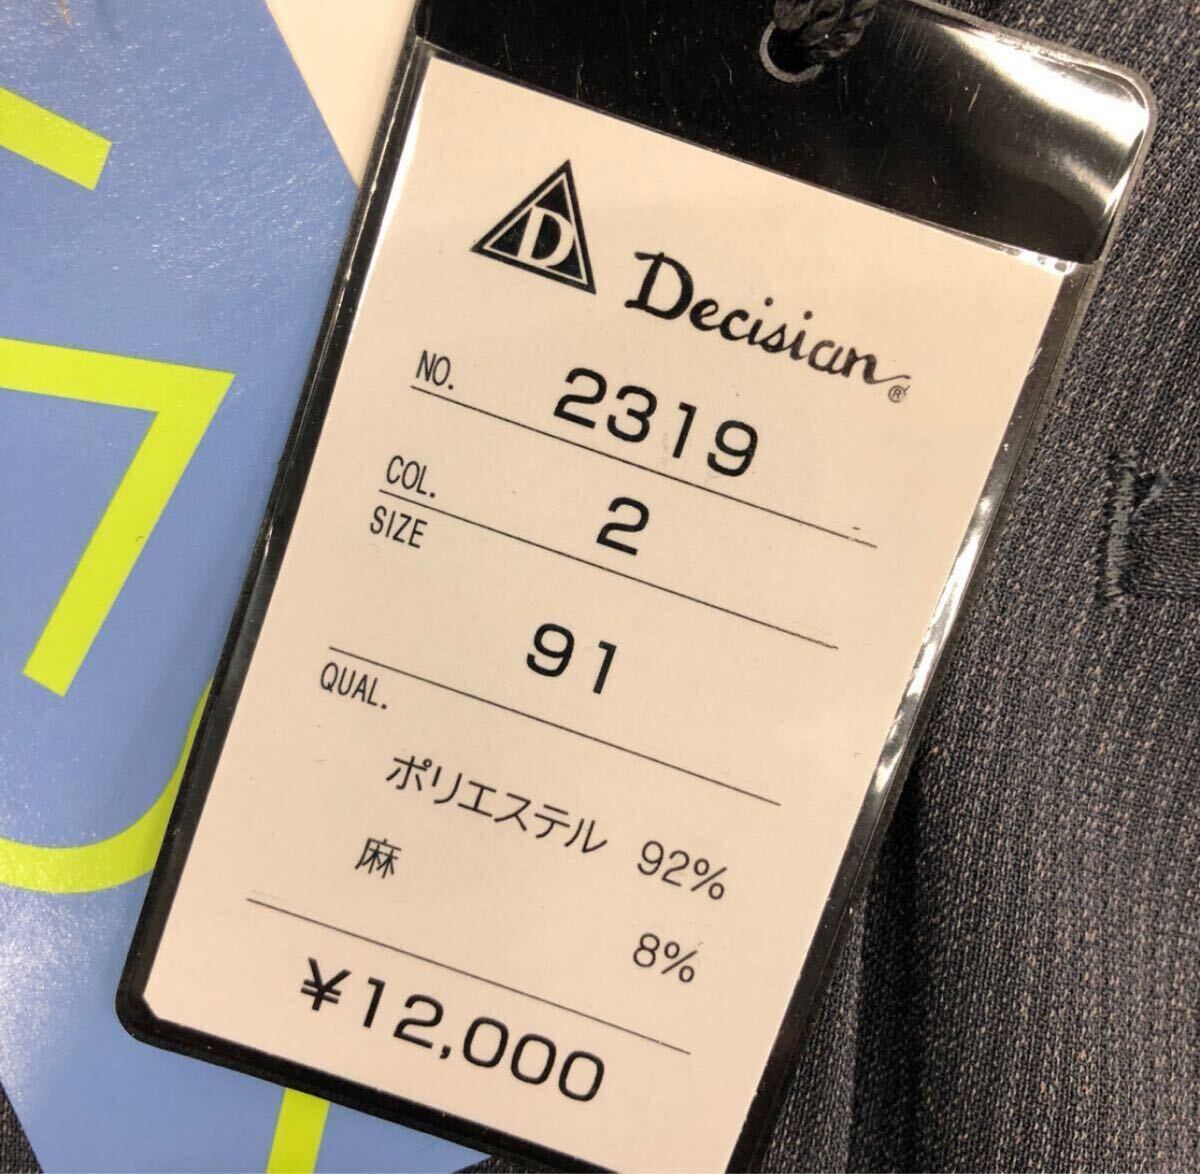 D
Decisian®
NO. 2319
COL. 2
SIZE
91
QUAL.
ポリエステル 92%
麻 8%
¥12,000